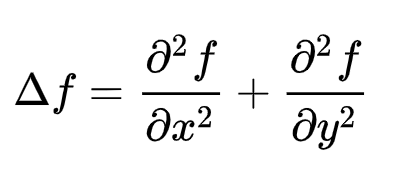 Δf = ∂²f/∂x² + ∂²f/∂y²